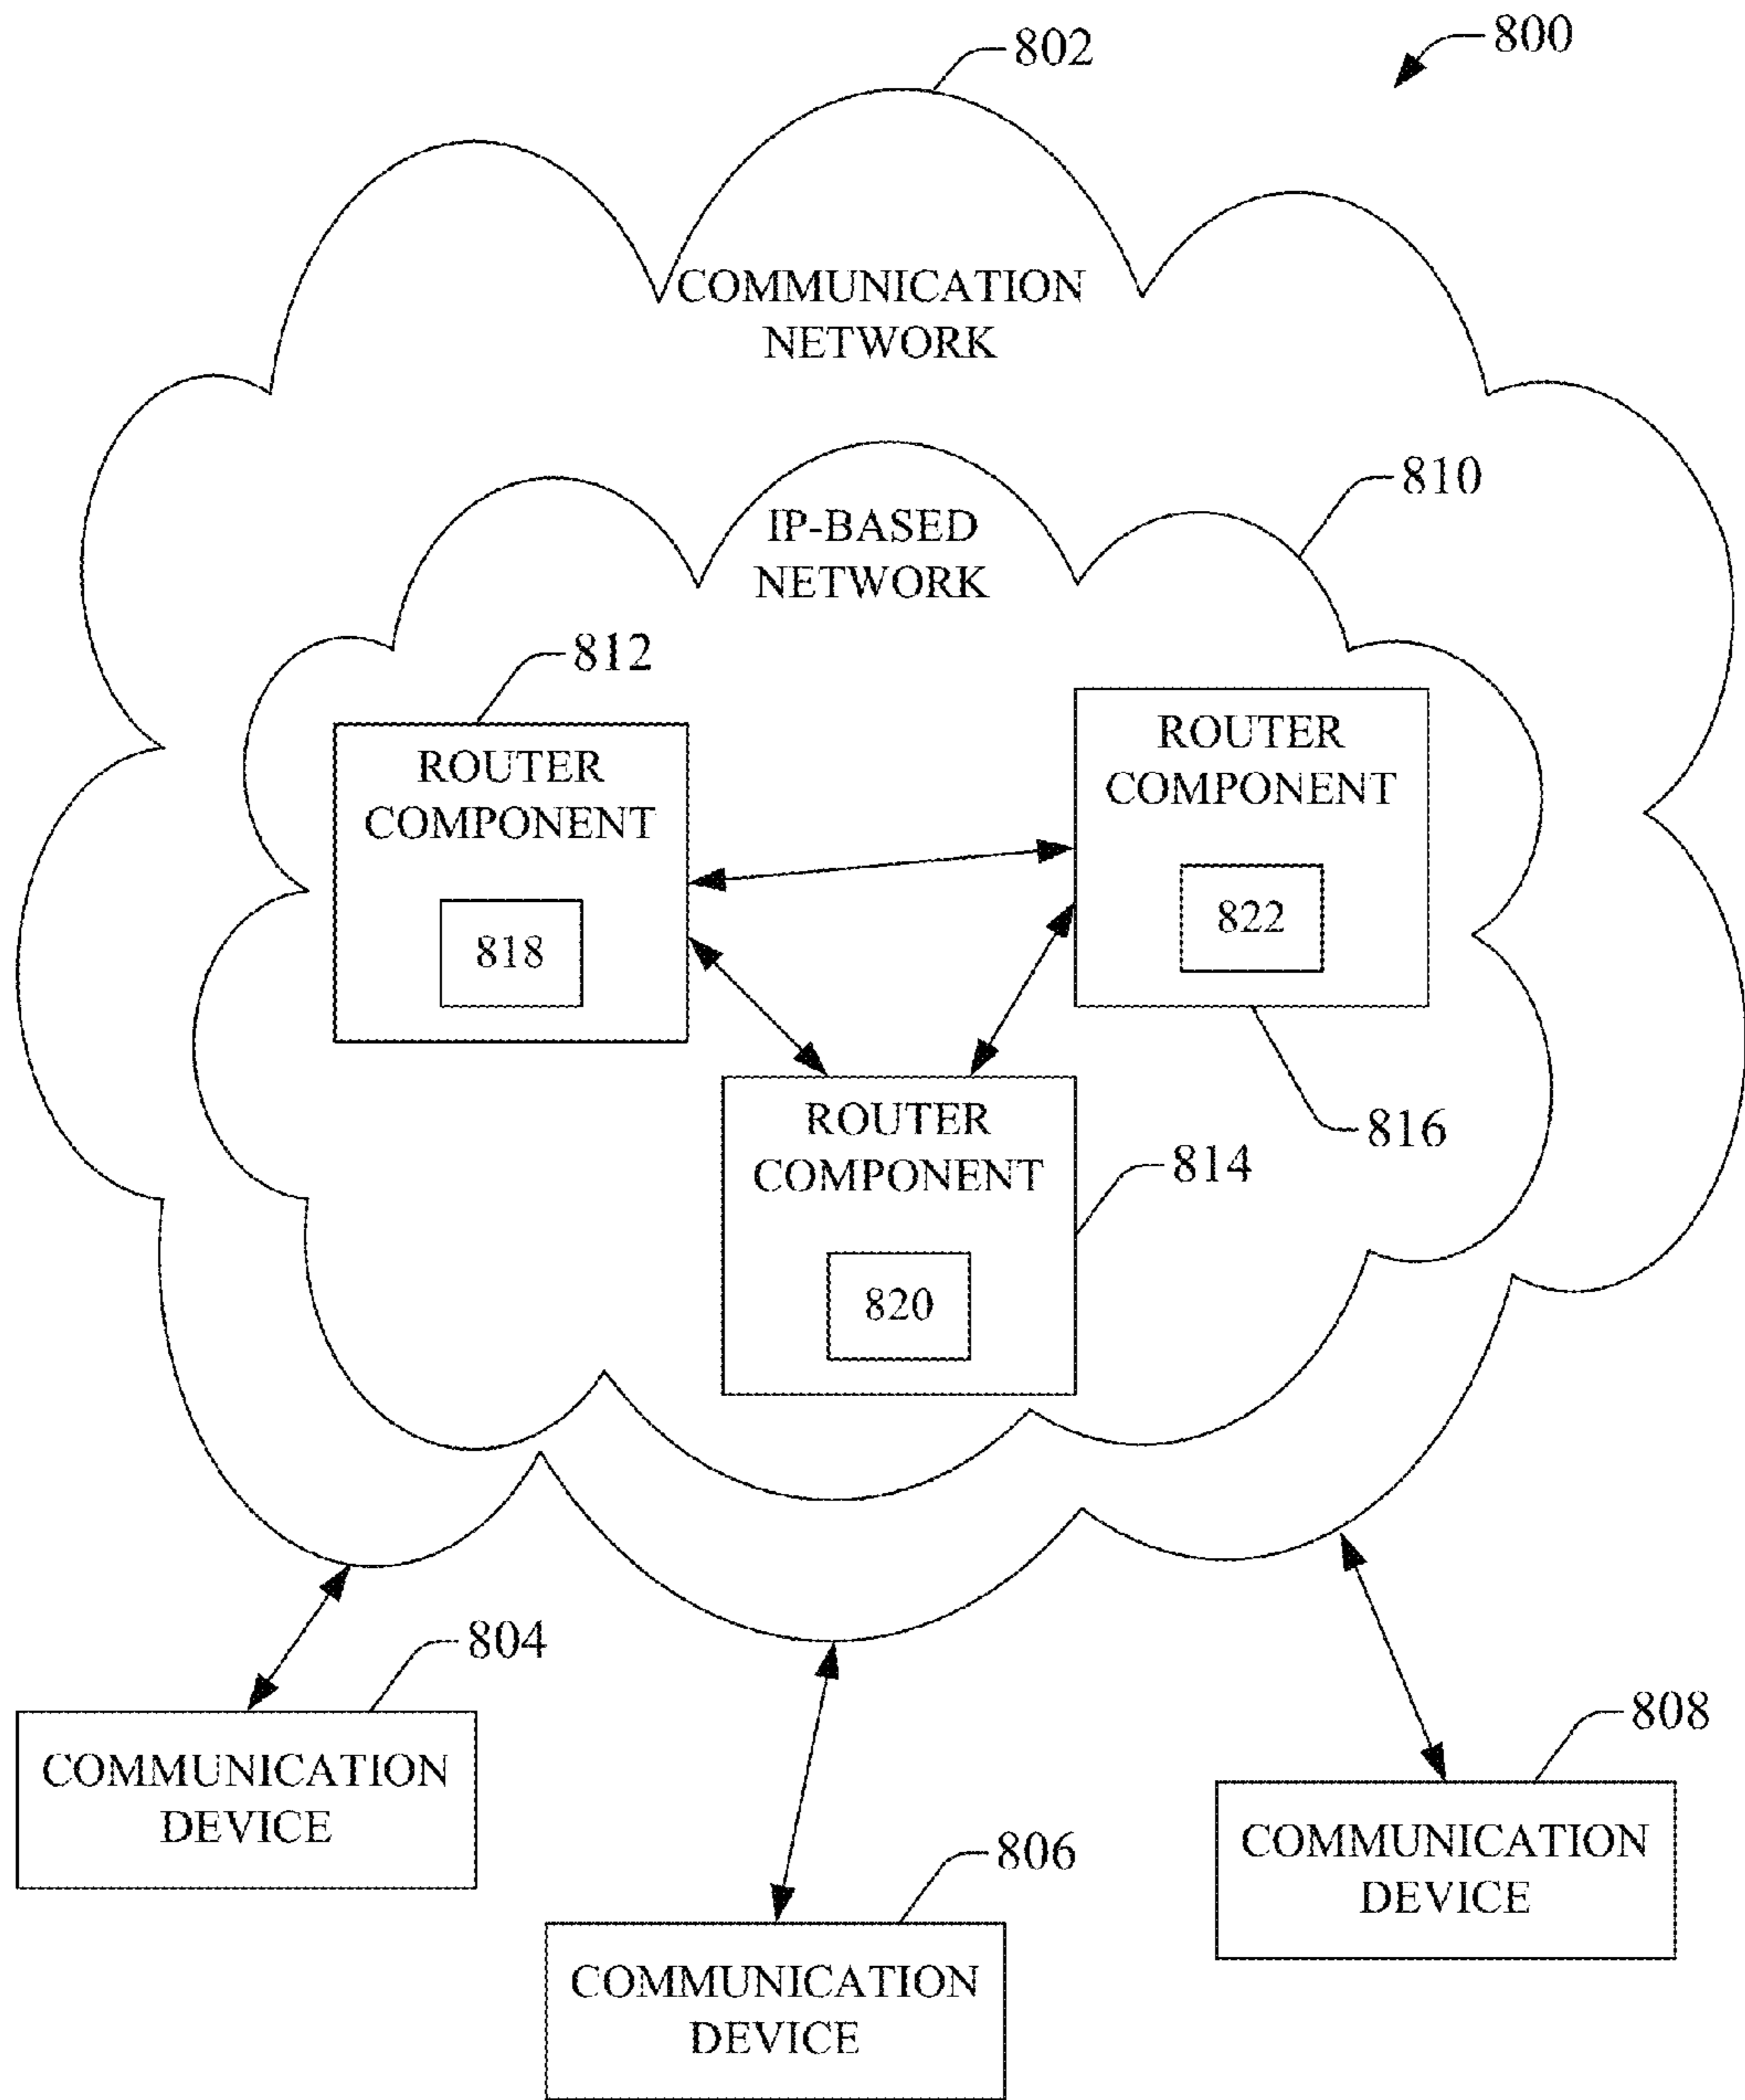 802
800
COMMUNICATION
NETWORK
810
IP-BASED
NETWORK
812
ROUTER
COMPONENT
818
ROUTER
COMPONENT
822
816
ROUTER
COMPONENT
814
820
804
COMMUNICATION
DEVICE
806
COMMUNICATION
DEVICE
808
COMMUNICATION
DEVICE